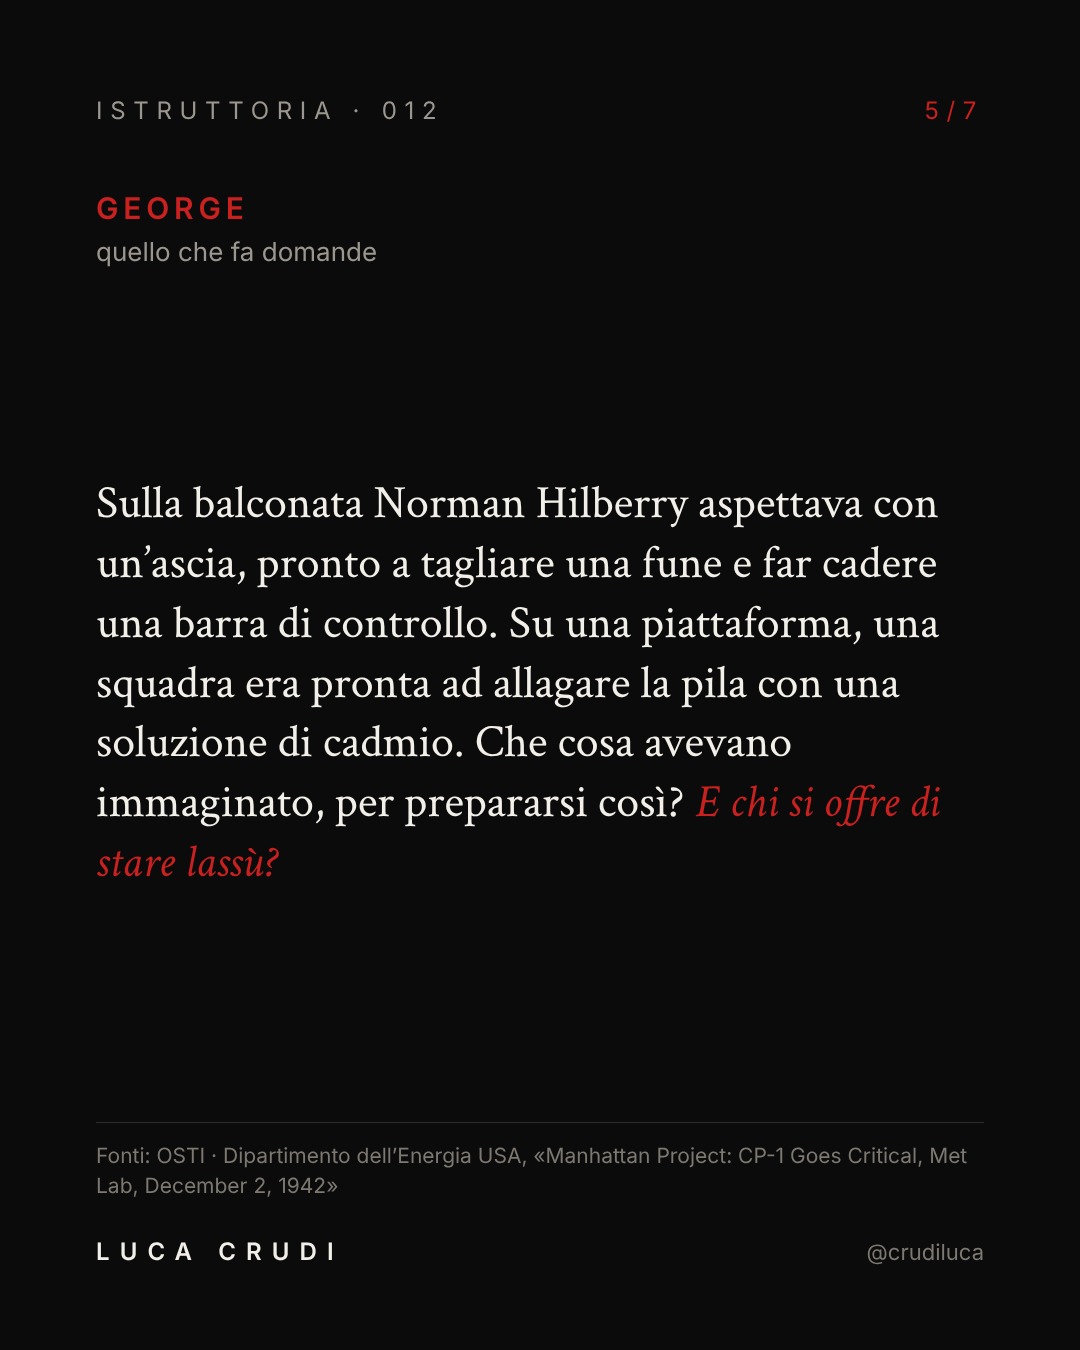 ISTRUTTORIA · 012
5/7
GEORGE
quello che fa domande
Sulla balconata Norman Hilberry aspettava con
un’ascia, pronto a tagliare una fune e far cadere
una barra di controllo. Su una piattaforma, una
squadra era pronta ad allagare la pila con una
soluzione di cadmio. Che cosa avevano
immaginato, per prepararsi così? E chi si offre di
stare lassù?
Fonti: OSTI · Dipartimento dell’Energia USA, «Manhattan Project: CP-1 Goes Critical, Met
Lab, December 2, 1942»
LUCA CRUDI
@crudiluca